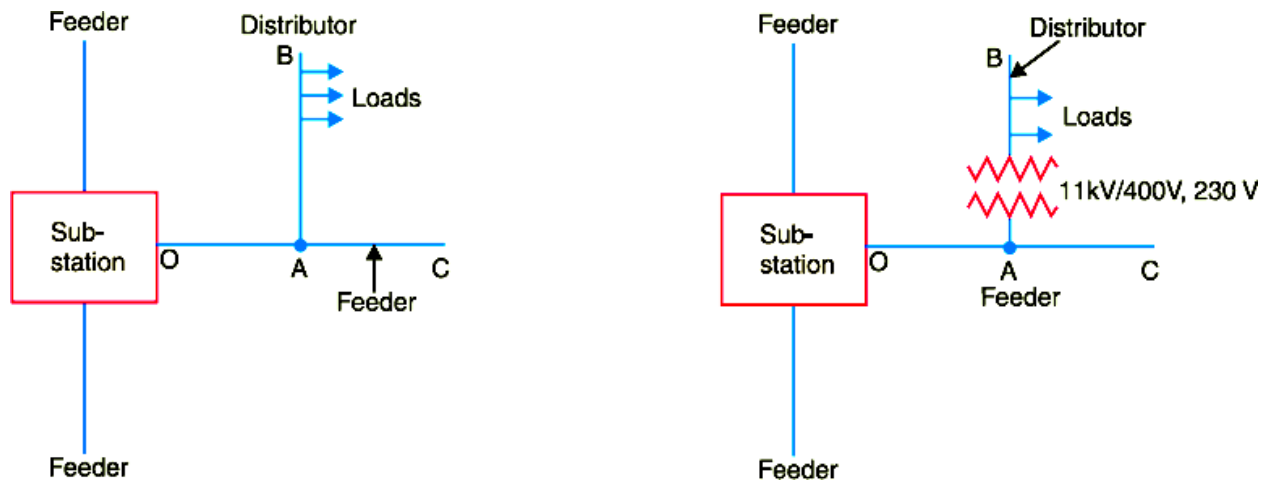 Feeder
Distributor
B
Loads
Sub-
station
O
A
C
Feeder
Feeder
Feeder
Distributor
B
Loads
11kV/400V, 230 V
Sub-
station
O
A
C
Feeder
Feeder